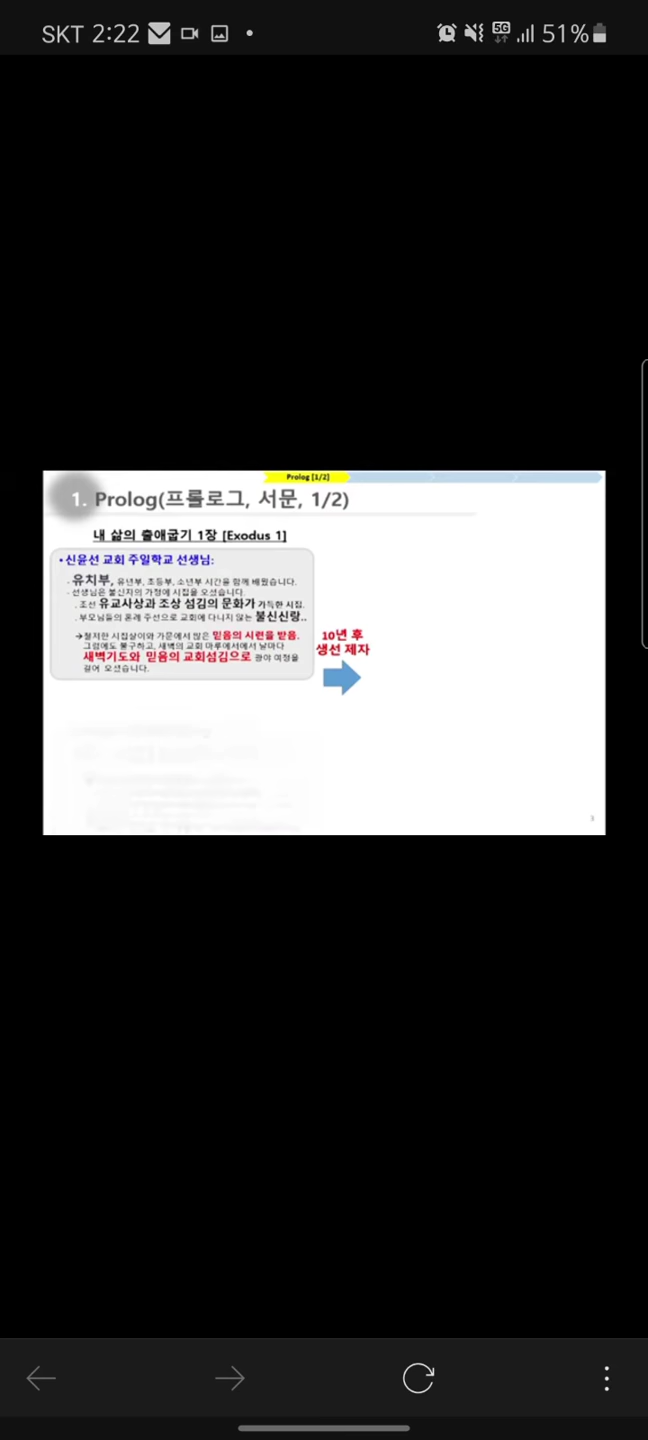 SKT 2:22
5G 51%
Prolog [1/2]
1. Prolog(프롤로그, 서문, 1/2)
내 삶의 출애굽기 1장 [Exodus 1]
•신윤선 교회 주일학교 선생님:
- 유치부, 유년부, 초등부, 소년부 시간을 함께 배웠습니다.
- 선생님은 불신자의 가정에 시집을 오셨습니다.
. 조선 유교사상과 조상 섬김의 문화가 가득한 시집.
. 부모님들의 혼례 주선으로 교회에 다니지 않는 불신신랑..
→철저한 시집살이와 가문에서 많은 믿음의 시련을 받음.
그럼에도 불구하고, 새벽의 교회 마루에서에서 날마다
새벽기도와 믿음의 교회섬김으로 광야 여정을
걸어 오셨습니다.
10년 후
생선 제자
3